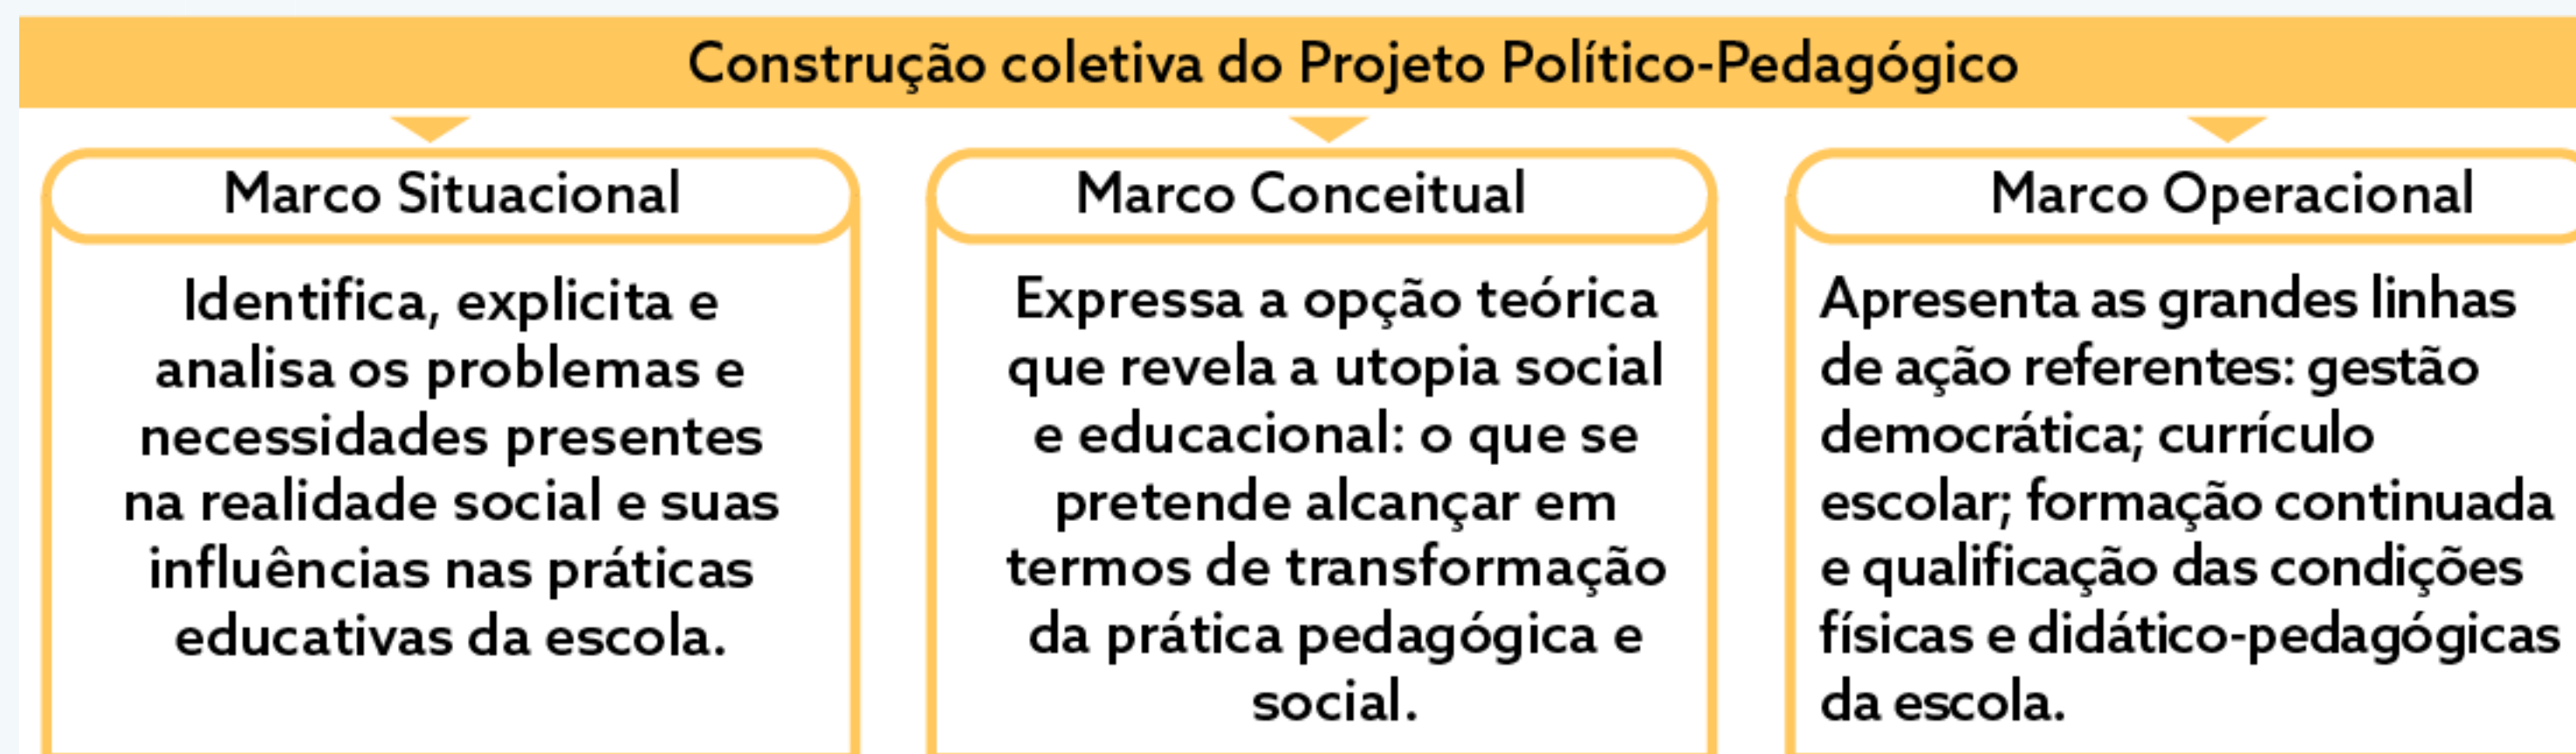 Construção coletiva do Projeto Político-Pedagógico
Marco Situacional
Identifica, explicita e
analisa os problemas e
necessidades presentes
na realidade social e suas
influências nas práticas
educativas da escola.
Marco Conceitual
Expressa a opção teórica
que revela a utopia social
e educacional: o que se
pretende alcançar em
termos de transformação
da prática pedagógica e
social.
Marco Operacional
Apresenta as grandes linhas
de ação referentes: gestão
democrática; currículo
escolar; formação continuada
e qualificação das condições
físicas e didático-pedagógicas
da escola.